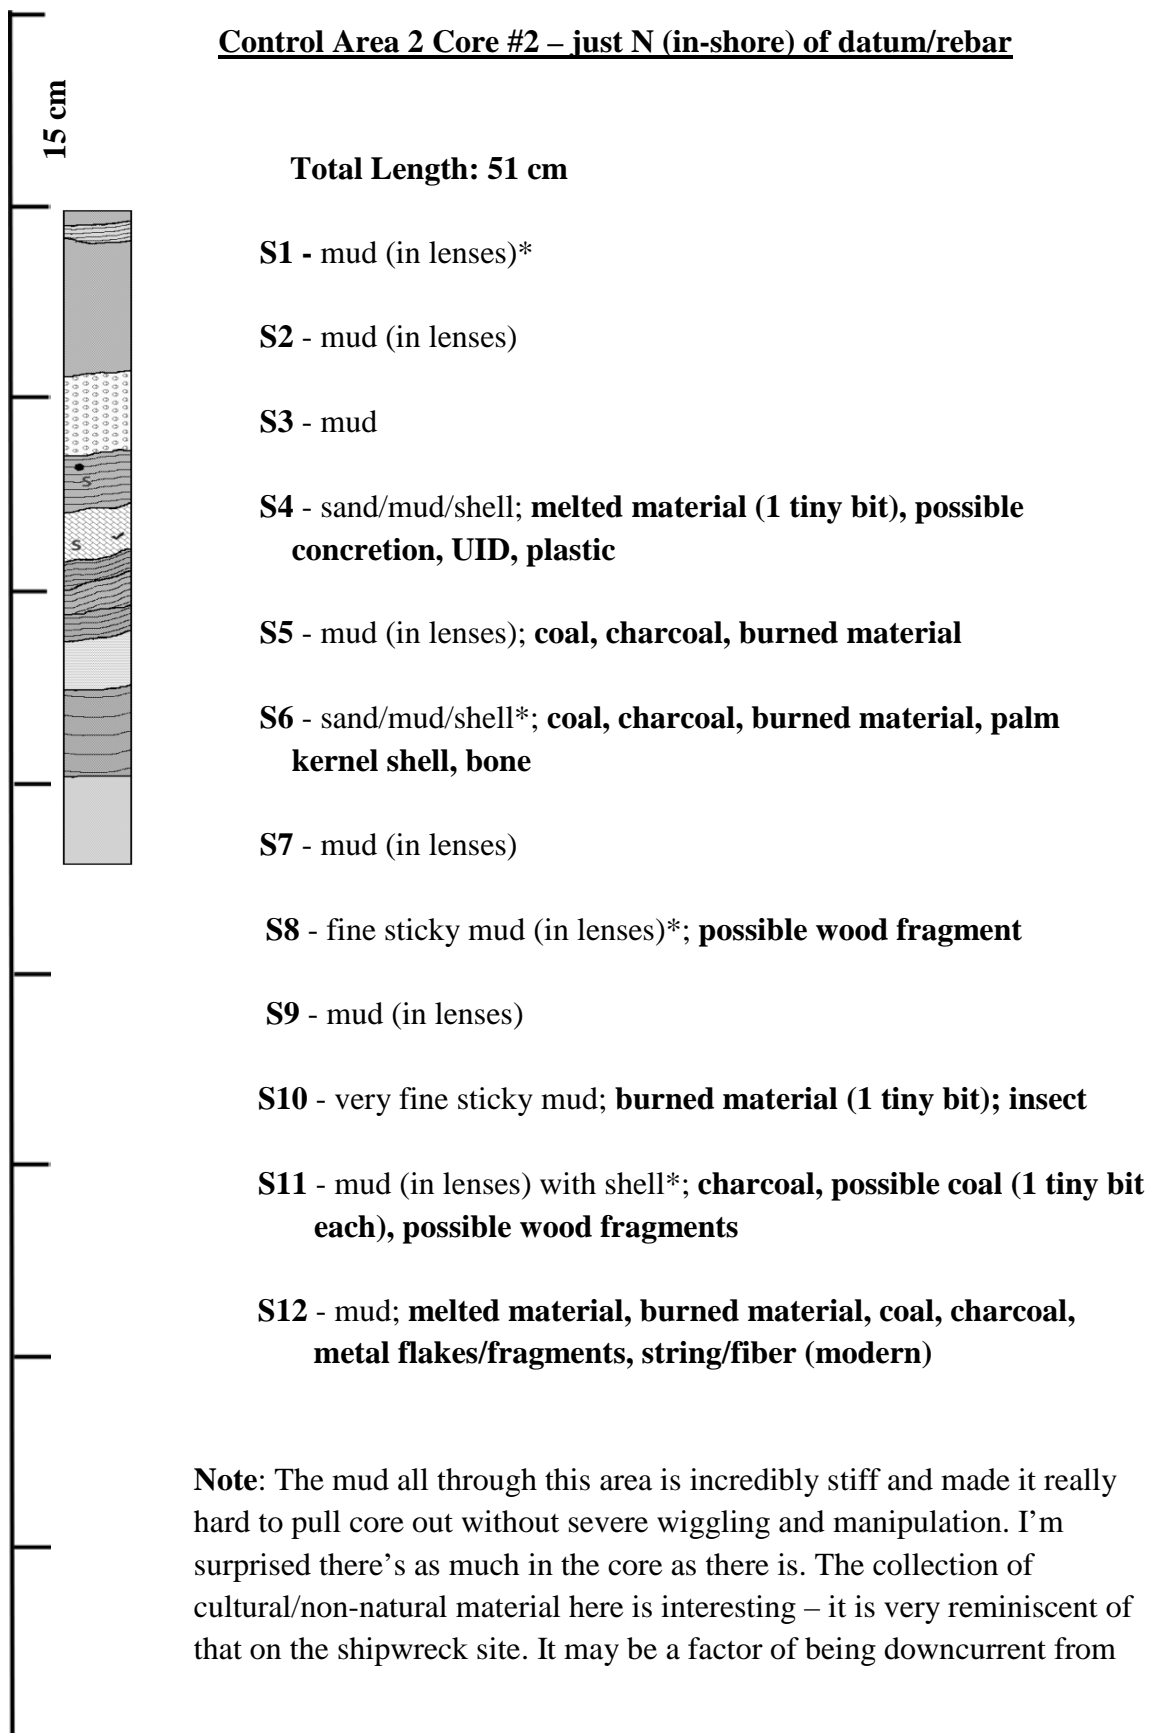 Control Area 2 Core #2 – just N (in-shore) of datum/rebar
15 cm
Total Length: 51 cm
S1 - mud (in lenses)*
S2 - mud (in lenses)
S3 - mud
S4 - sand/mud/shell; melted material (1 tiny bit), possible
concretion, UID, plastic
S5 - mud (in lenses); coal, charcoal, burned material
S6 - sand/mud/shell*; coal, charcoal, burned material, palm
kernel shell, bone
S7 - mud (in lenses)
S8 - fine sticky mud (in lenses)*; possible wood fragment
S9 - mud (in lenses)
S10 - very fine sticky mud; burned material (1 tiny bit); insect
S11 - mud (in lenses) with shell*; charcoal, possible coal (1 tiny bit
each), possible wood fragments
S12 - mud; melted material, burned material, coal, charcoal,
metal flakes/fragments, string/fiber (modern)
S
S
Note: The mud all through this area is incredibly stiff and made it really
hard to pull core out without severe wiggling and manipulation. I'm
surprised there's as much in the core as there is. The collection of
cultural/non-natural material here is interesting – it is very reminiscent of
that on the shipwreck site. It may be a factor of being downcurrent from